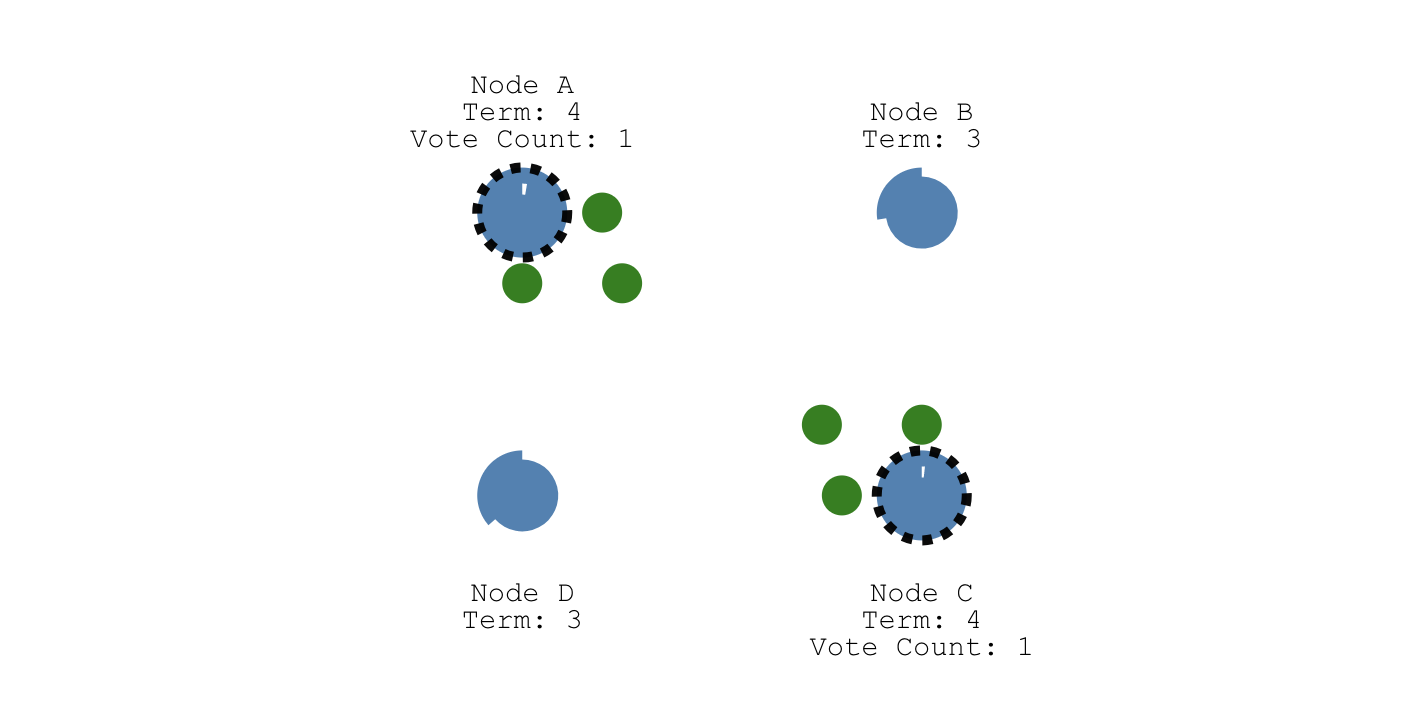 Node A
Term: 4
Vote Count: 1
Node B
Term: 3
Node D
Term: 3
Node C
Term: 4
Vote Count: 1